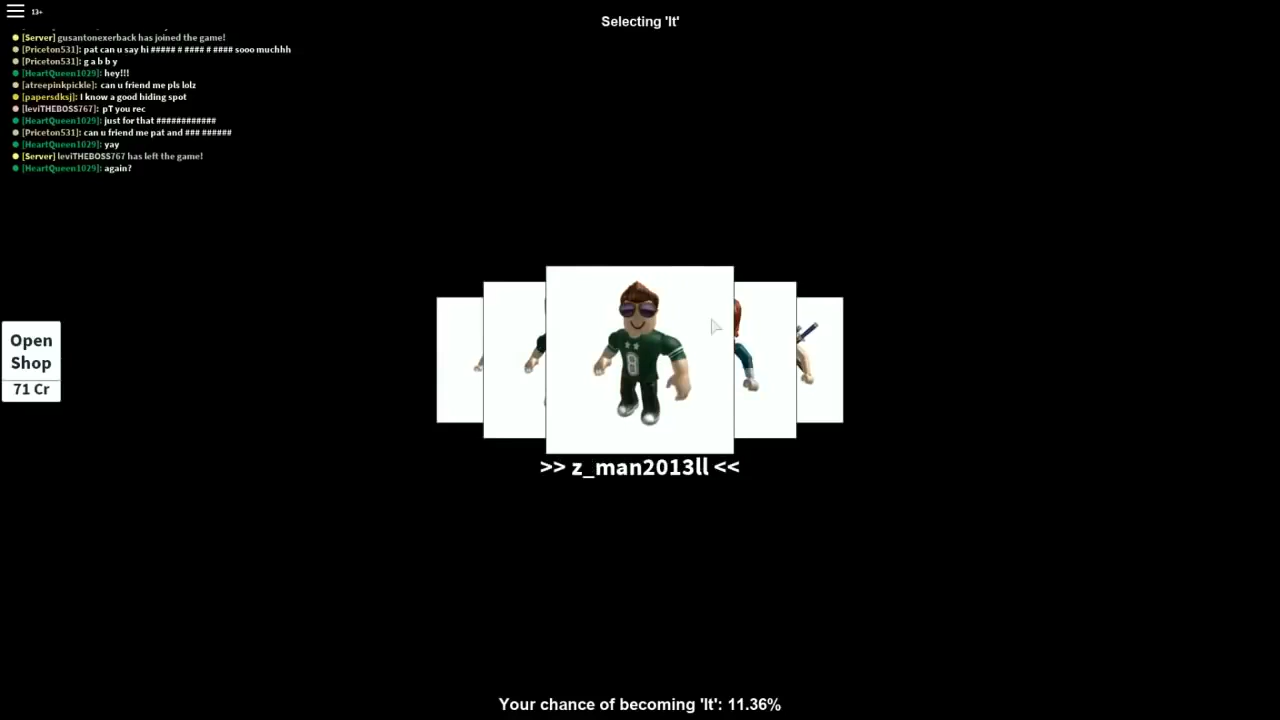 13+
Selecting 'It'
[Server] gusantonexerback has joined the game!
[Priceton531]: pat can u say hi ##### # #### # #### sooo muchhh
[Priceton531]: g a b b y
[HeartQueen1029]: hey!!!
[atreepinkpickle]: can u friend me pls lolz
[papersdksj]: I know a good hiding spot
[leviTHEBOSS767]: pT you rec
[HeartQueen1029]: just for that ############
[Priceton531]: can u friend me pat and ### ######
[HeartQueen1029]: yay
[Server] leviTHEBOSS767 has left the game!
[HeartQueen1029]: again?
Open
Shop
71 Cr
8
>> z_man2013ll <<
Your chance of becoming 'It': 11.36%